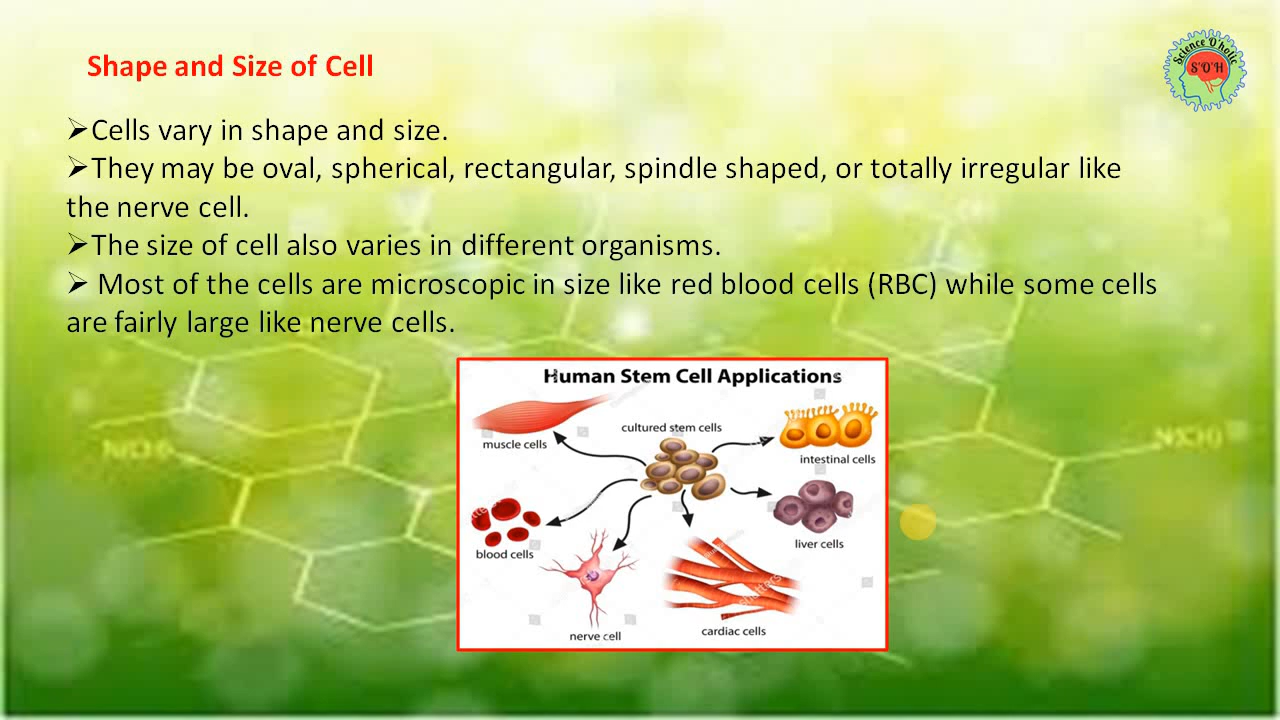 Shape and Size of Cell
Science O'holic
S'O'H
➢Cells vary in shape and size.
➢They may be oval, spherical, rectangular, spindle shaped, or totally irregular like
the nerve cell.
➢The size of cell also varies in different organisms.
➢ Most of the cells are microscopic in size like red blood cells (RBC) while some cells
are fairly large like nerve cells.
Human Stem Cell Applications
muscle cells
cultured stem cells
intestinal cells
blood cells
liver cells
nerve cell
cardiac cells